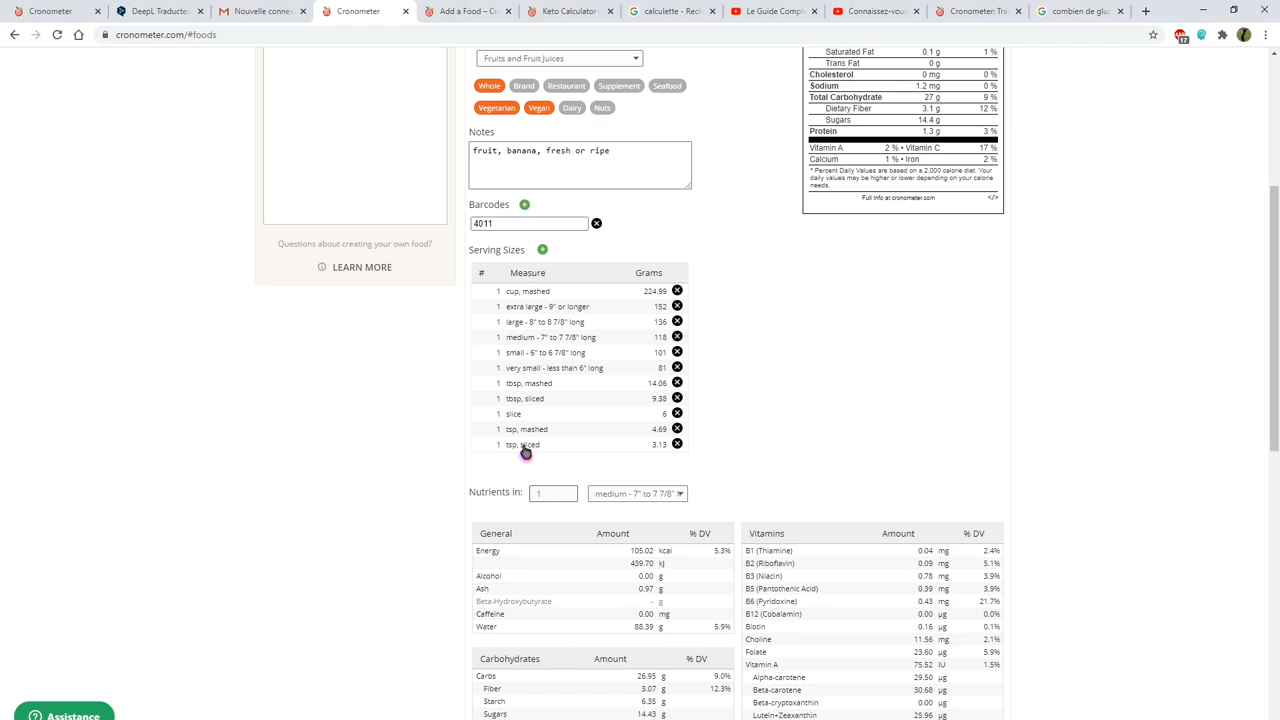 Cronometer
DeepL Traducteu
Nouvelle connex
Cronometer
Add a Food – Cr
Keto Calculator –
calculette - Rech
Le Guide Comple
Connaissez-vous
Cronometer: Tra
combien de gluc
cronometer.com/#foods
17
Fruits and Fruit Juices
Whole Brand Restaurant Supplement Seafood
Vegetarian Vegan Dairy Nuts
Notes
fruit, banana, fresh or ripe
Barcodes
4011
Serving Sizes
# Measure Grams
1 cup, mashed 224.99
1 extra large - 9" or longer 152
1 large - 8" to 8 7/8" long 136
1 medium - 7" to 7 7/8" long 118
1 small - 6" to 6 7/8" long 101
1 very small - less than 6" long 81
1 tbsp, mashed 14.06
1 tbsp, sliced 9.38
1 slice 6
1 tsp, mashed 4.69
1 tsp, sliced 3.13
Nutrients in: 1 medium - 7" to 7 7/8" l
General Amount % DV
Energy 105.02 kcal 5.3%
439.70 kJ
Alcohol 0.00 g
Ash 0.97 g
Beta-Hydroxybutyrate - g
Caffeine 0.00 mg
Water 88.39 g 5.9%
Carbohydrates Amount % DV
Carbs 26.95 g 9.0%
Fiber 3.07 g 12.3%
Starch 6.35 g
Sugars 14.43 g
Vitamins Amount % DV
B1 (Thiamine) 0.04 mg 2.4%
B2 (Riboflavin) 0.09 mg 5.1%
B3 (Niacin) 0.78 mg 3.9%
B5 (Pantothenic Acid) 0.39 mg 3.9%
B6 (Pyridoxine) 0.43 mg 21.7%
B12 (Cobalamin) 0.00 µg 0.0%
Biotin 0.16 µg 0.1%
Choline 11.56 mg 2.1%
Folate 23.60 µg 5.9%
Vitamin A 75.52 IU 1.5%
Alpha-carotene 29.50 µg
Beta-carotene 30.68 µg
Beta-cryptoxanthin 0.00 µg
Lutein+Zeaxanthin 25.96 µg
Saturated Fat 0.1 g 1 %
Trans Fat 0 g
Cholesterol 0 mg 0 %
Sodium 1.2 mg 0 %
Total Carbohydrate 27 g 9 %
Dietary Fiber 3.1 g 12 %
Sugars 14.4 g
Protein 1.3 g 3 %
Vitamin A 2 % • Vitamin C 17 %
Calcium 1 % • Iron 2 %
* Percent Daily Values are based on a 2,000 calorie diet. Your
daily values may be higher or lower depending on your calorie
needs.
Full Info at cronometer.com </>
Questions about creating your own food?
LEARN MORE
Assistance